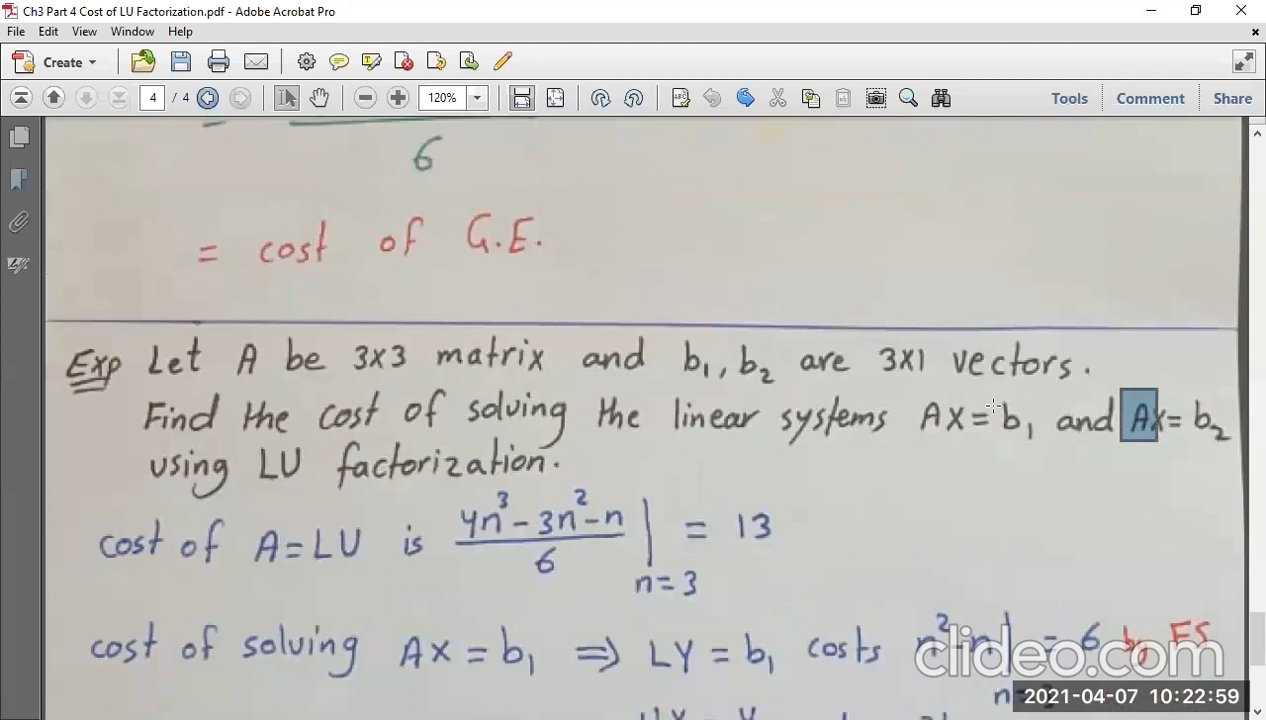 Ch3 Part 4 Cost of LU Factorization.pdf - Adobe Acrobat Pro
File Edit View Window Help
Create
4 / 4 120% Tools Comment Share
=
6
= cost of G.E.
Exp Let A be 3x3 matrix and b₁, b₂ are 3x1 vectors.
Find the cost of solving the linear systems AX = b₁ and AX = b₂
using LU factorization.
cost of A = LU is (4n³ - 3n² - n)/6 | n=3 = 13
cost of solving AX = b₁ ⇒ LY = b₁ costs n² - n | = 6 by FS
clideo.com
2021-04-07 10:22:59